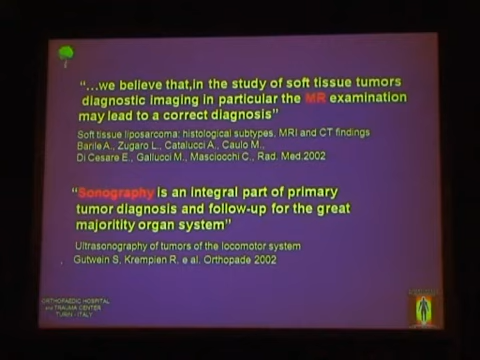 “...we believe that,in the study of soft tissue tumors
diagnostic imaging in particular the MR examination
may lead to a correct diagnosis”
Soft tissue liposarcoma: histological subtypes, MRI and CT findings
Barile A., Zugaro L., Catalucci A., Caulo M.,
Di Cesare E., Gallucci M., Masciocchi C., Rad. Med.2002
“Sonography is an integral part of primary
tumor diagnosis and follow-up for the great
majoritity organ system”
Ultrasonography of tumors of the locomotor system
Gutwein S. Krempien R. e al. Orthopade 2002
ORTHOPAEDIC HOSPITAL
and TRAUMA CENTER
TURIN - ITALY